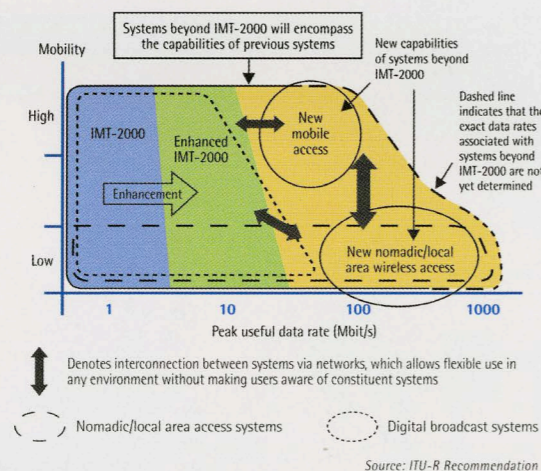 Systems beyond IMT-2000 will encompass
the capabilities of previous systems
Mobility
New capabilities
of systems beyond
IMT-2000
Dashed line
indicates that the
exact data rates
associated with
systems beyond
IMT-2000 are not
yet determined
High
IMT-2000
Enhanced
IMT-2000
New
mobile
access
Enhancement
Low
New nomadic/local
area wireless access
1
10
100
1000
Peak useful data rate (Mbit/s)
Denotes interconnection between systems via networks, which allows flexible use in
any environment without making users aware of constituent systems
Nomadic/local area access systems
Digital broadcast systems
Source: ITU-R Recommendation